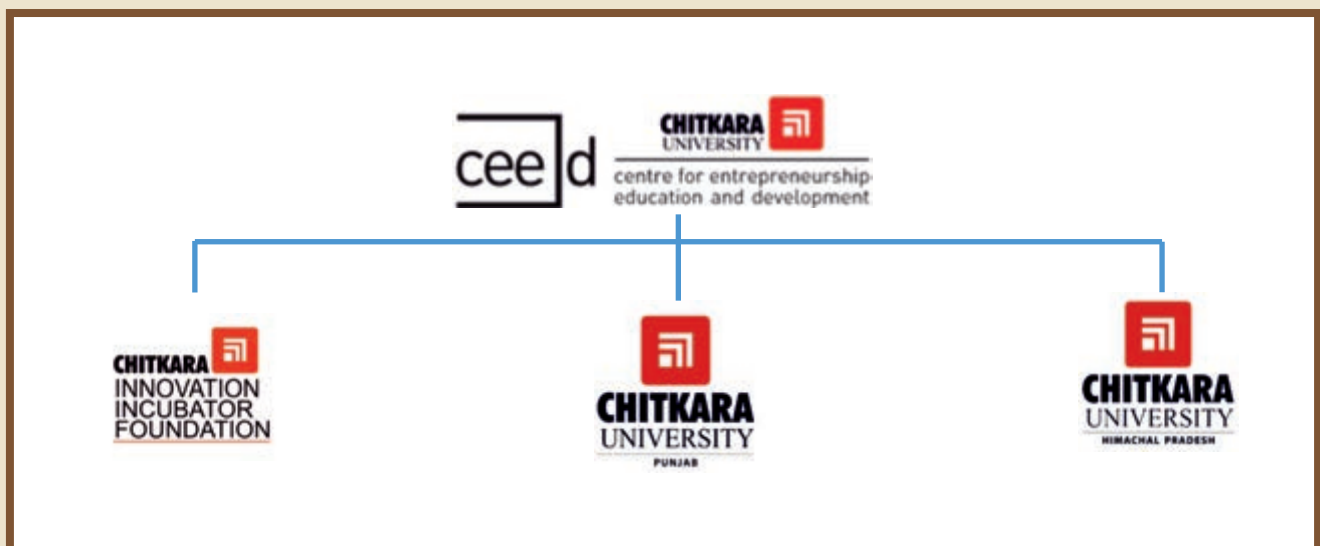 ceed
CHITKARA
UNIVERSITY
centre for entrepreneurship
education and development
CHITKARA
INNOVATION
INCUBATOR
FOUNDATION
CHITKARA
UNIVERSITY
PUNJAB
CHITKARA
UNIVERSITY
HIMACHAL PRADESH